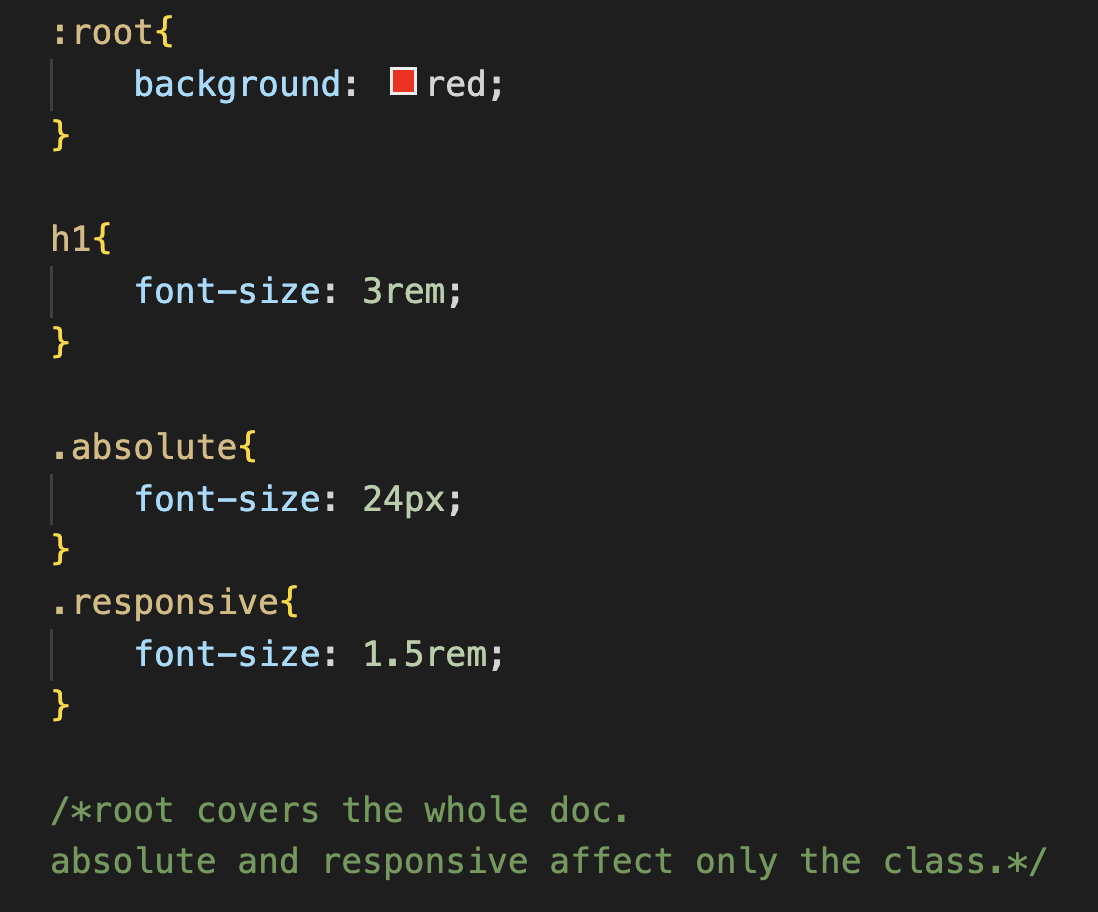 :root{
    background: red;
}
h1{
    font-size: 3rem;
}
.absolute{
    font-size: 24px;
}
.responsive{
    font-size: 1.5rem;
}
/*root covers the whole doc.
absolute and responsive affect only the class.*/